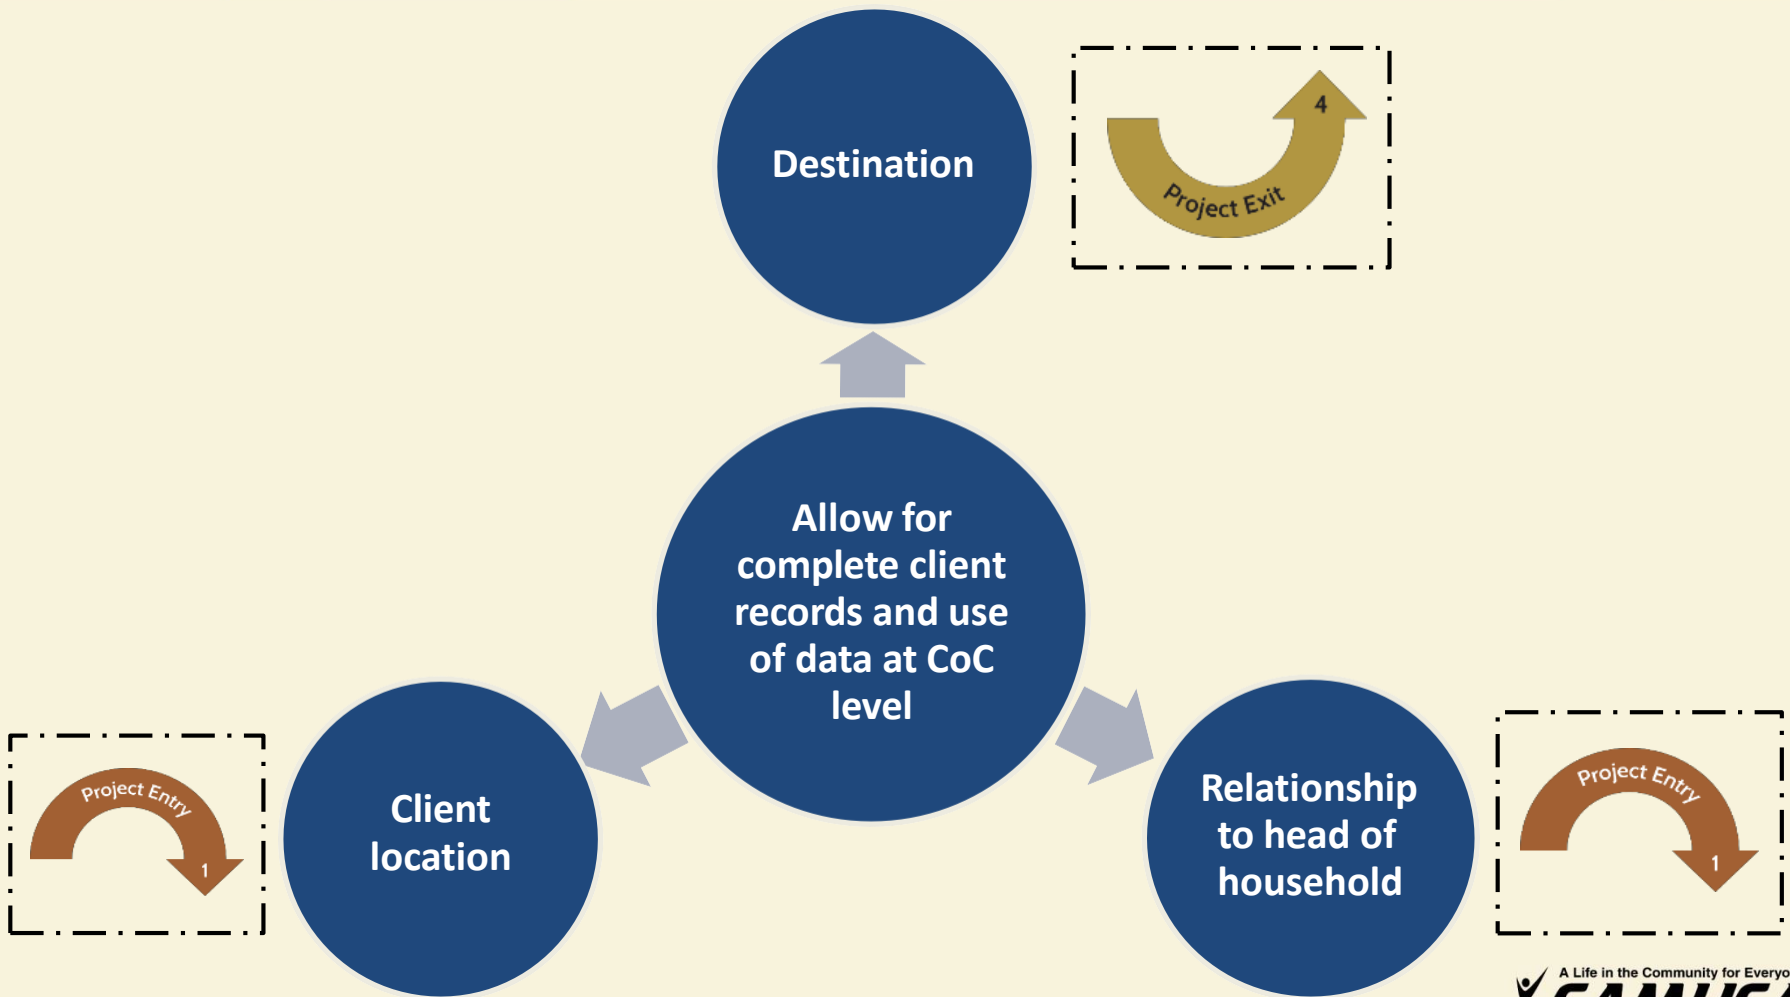 Destination
4
Project Exit
Allow for
complete client
records and use
of data at CoC
level
Project Entry
1
Client
location
Relationship
to head of
household
Project Entry
1
A Life in the Community for